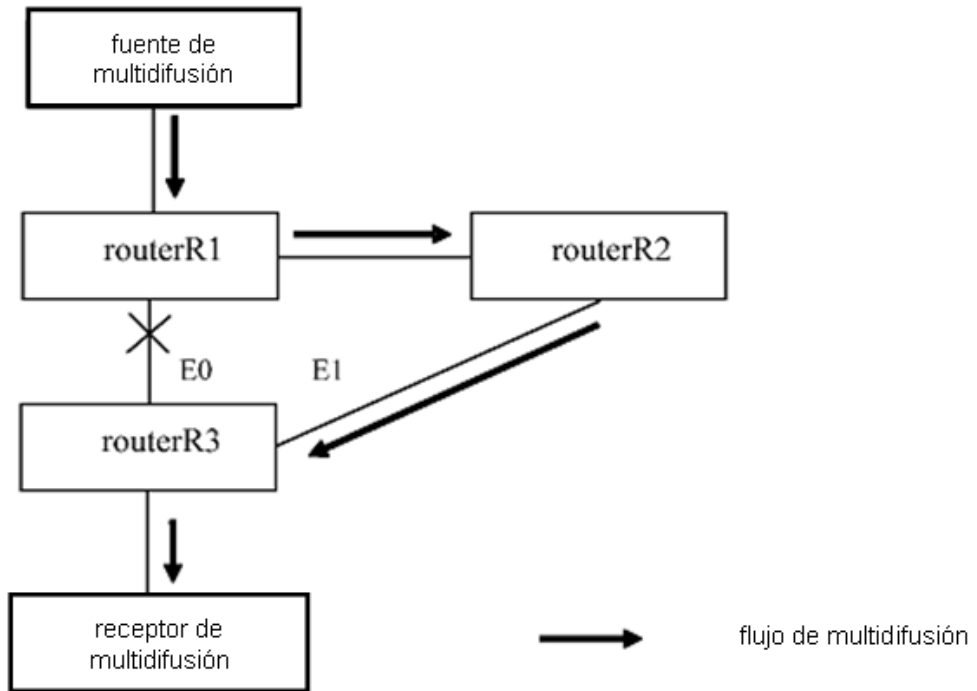 fuente de
multidifusión
routerR1
routerR2
E0
E1
routerR3
receptor de
multidifusión
flujo de multidifusión